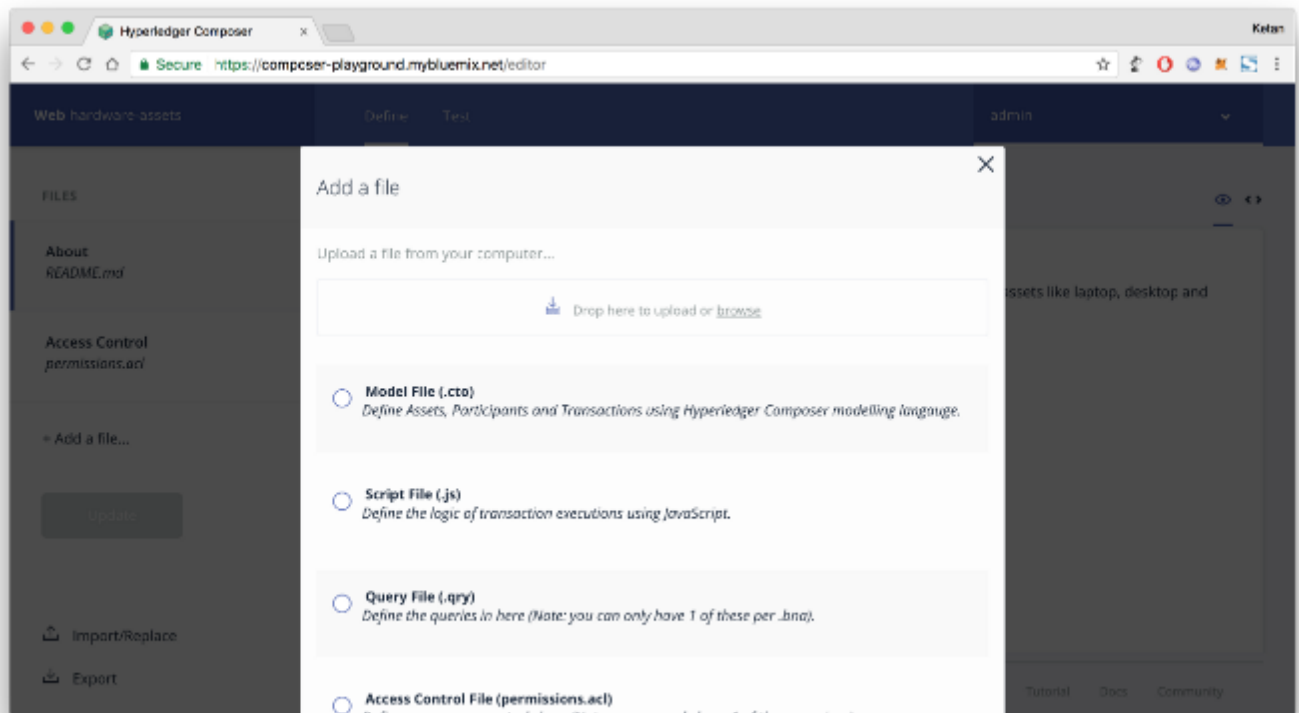 Hyperledger Composer
Ketan
Secure https://composer-playground.mybluemix.net/editor
Web hardware-assets
Define
Test
admin
Add a file
FILES
Upload a file from your computer...
About
README.md
assets like laptop, desktop and
Drop here to upload or browse
Access Control
permissions.acl
Model File (.cto)
Define Assets, Participants and Transactions using Hyperledger Composer modelling langauge.
+ Add a file...
Script File (.js)
Define the logic of transaction executions using JavaScript.
Update
Query File (.qry)
Define the queries in here (Note: you can only have 1 of these per .bna).
Import/Replace
Export
Access Control File (permissions.acl)
Tutorial
Docs
Community